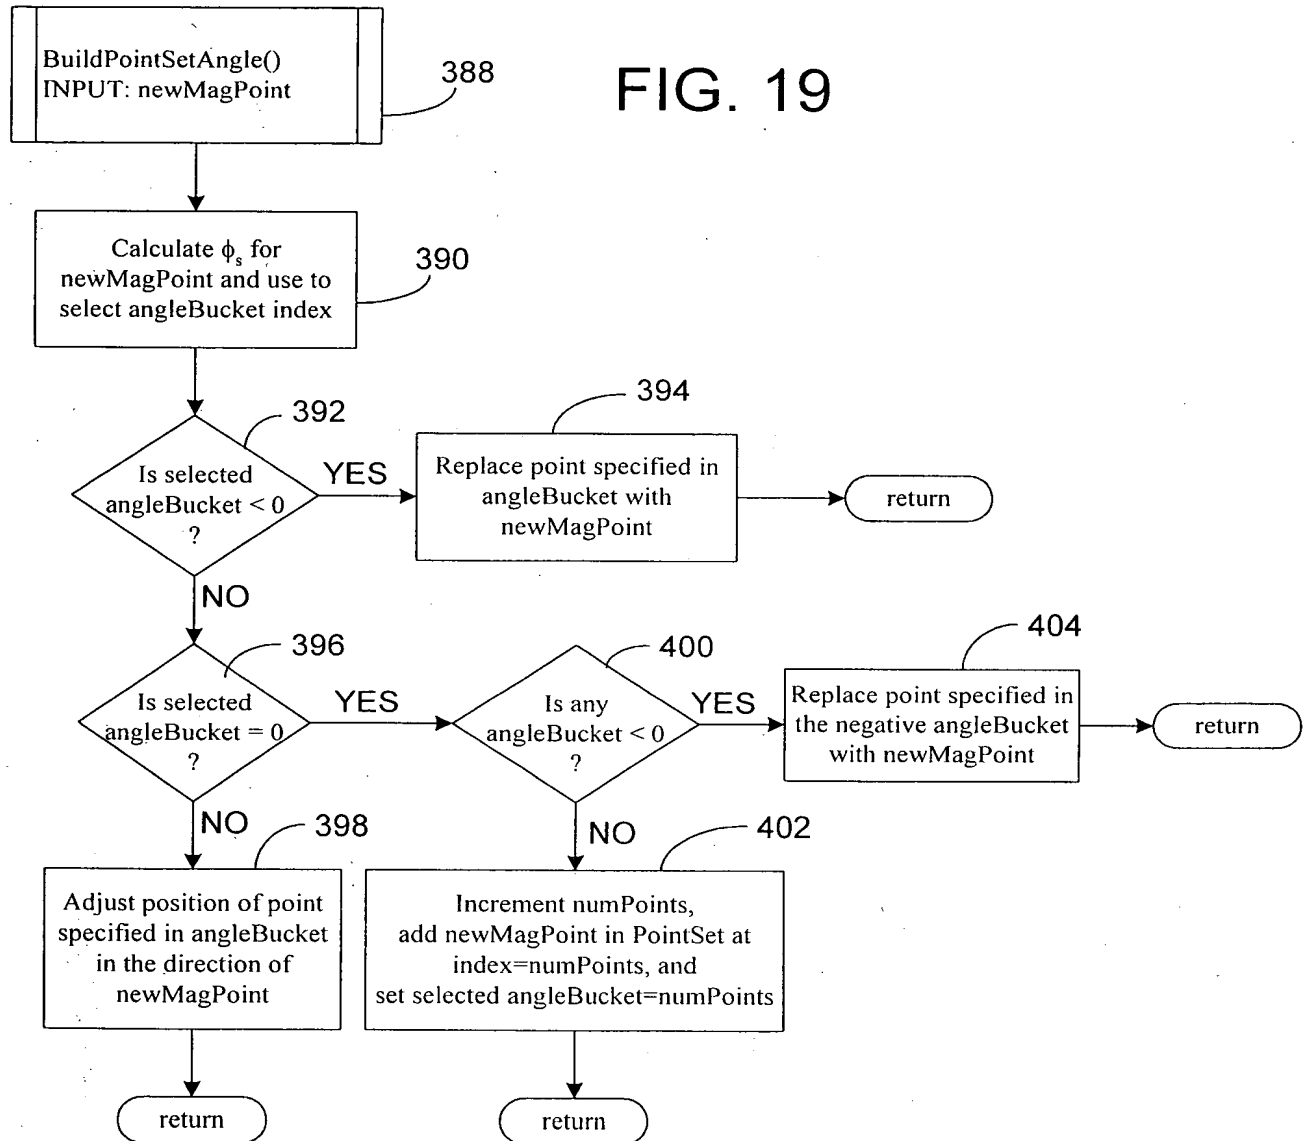 BuildPointSetAngle()
INPUT: newMagPoint
388
FIG. 19
Calculate ϕs for
newMagPoint and use to
select angleBucket index
390
392
Is selected
angleBucket < 0
?
YES
394
Replace point specified in
angleBucket with
newMagPoint
return
NO
396
Is selected
angleBucket = 0
?
YES
400
Is any
angleBucket < 0
?
YES
404
Replace point specified in
the negative angleBucket
with newMagPoint
return
NO
398
Adjust position of point
specified in angleBucket
in the direction of
newMagPoint
return
NO
402
Increment numPoints,
add newMagPoint in PointSet at
index=numPoints, and
set selected angleBucket=numPoints
return